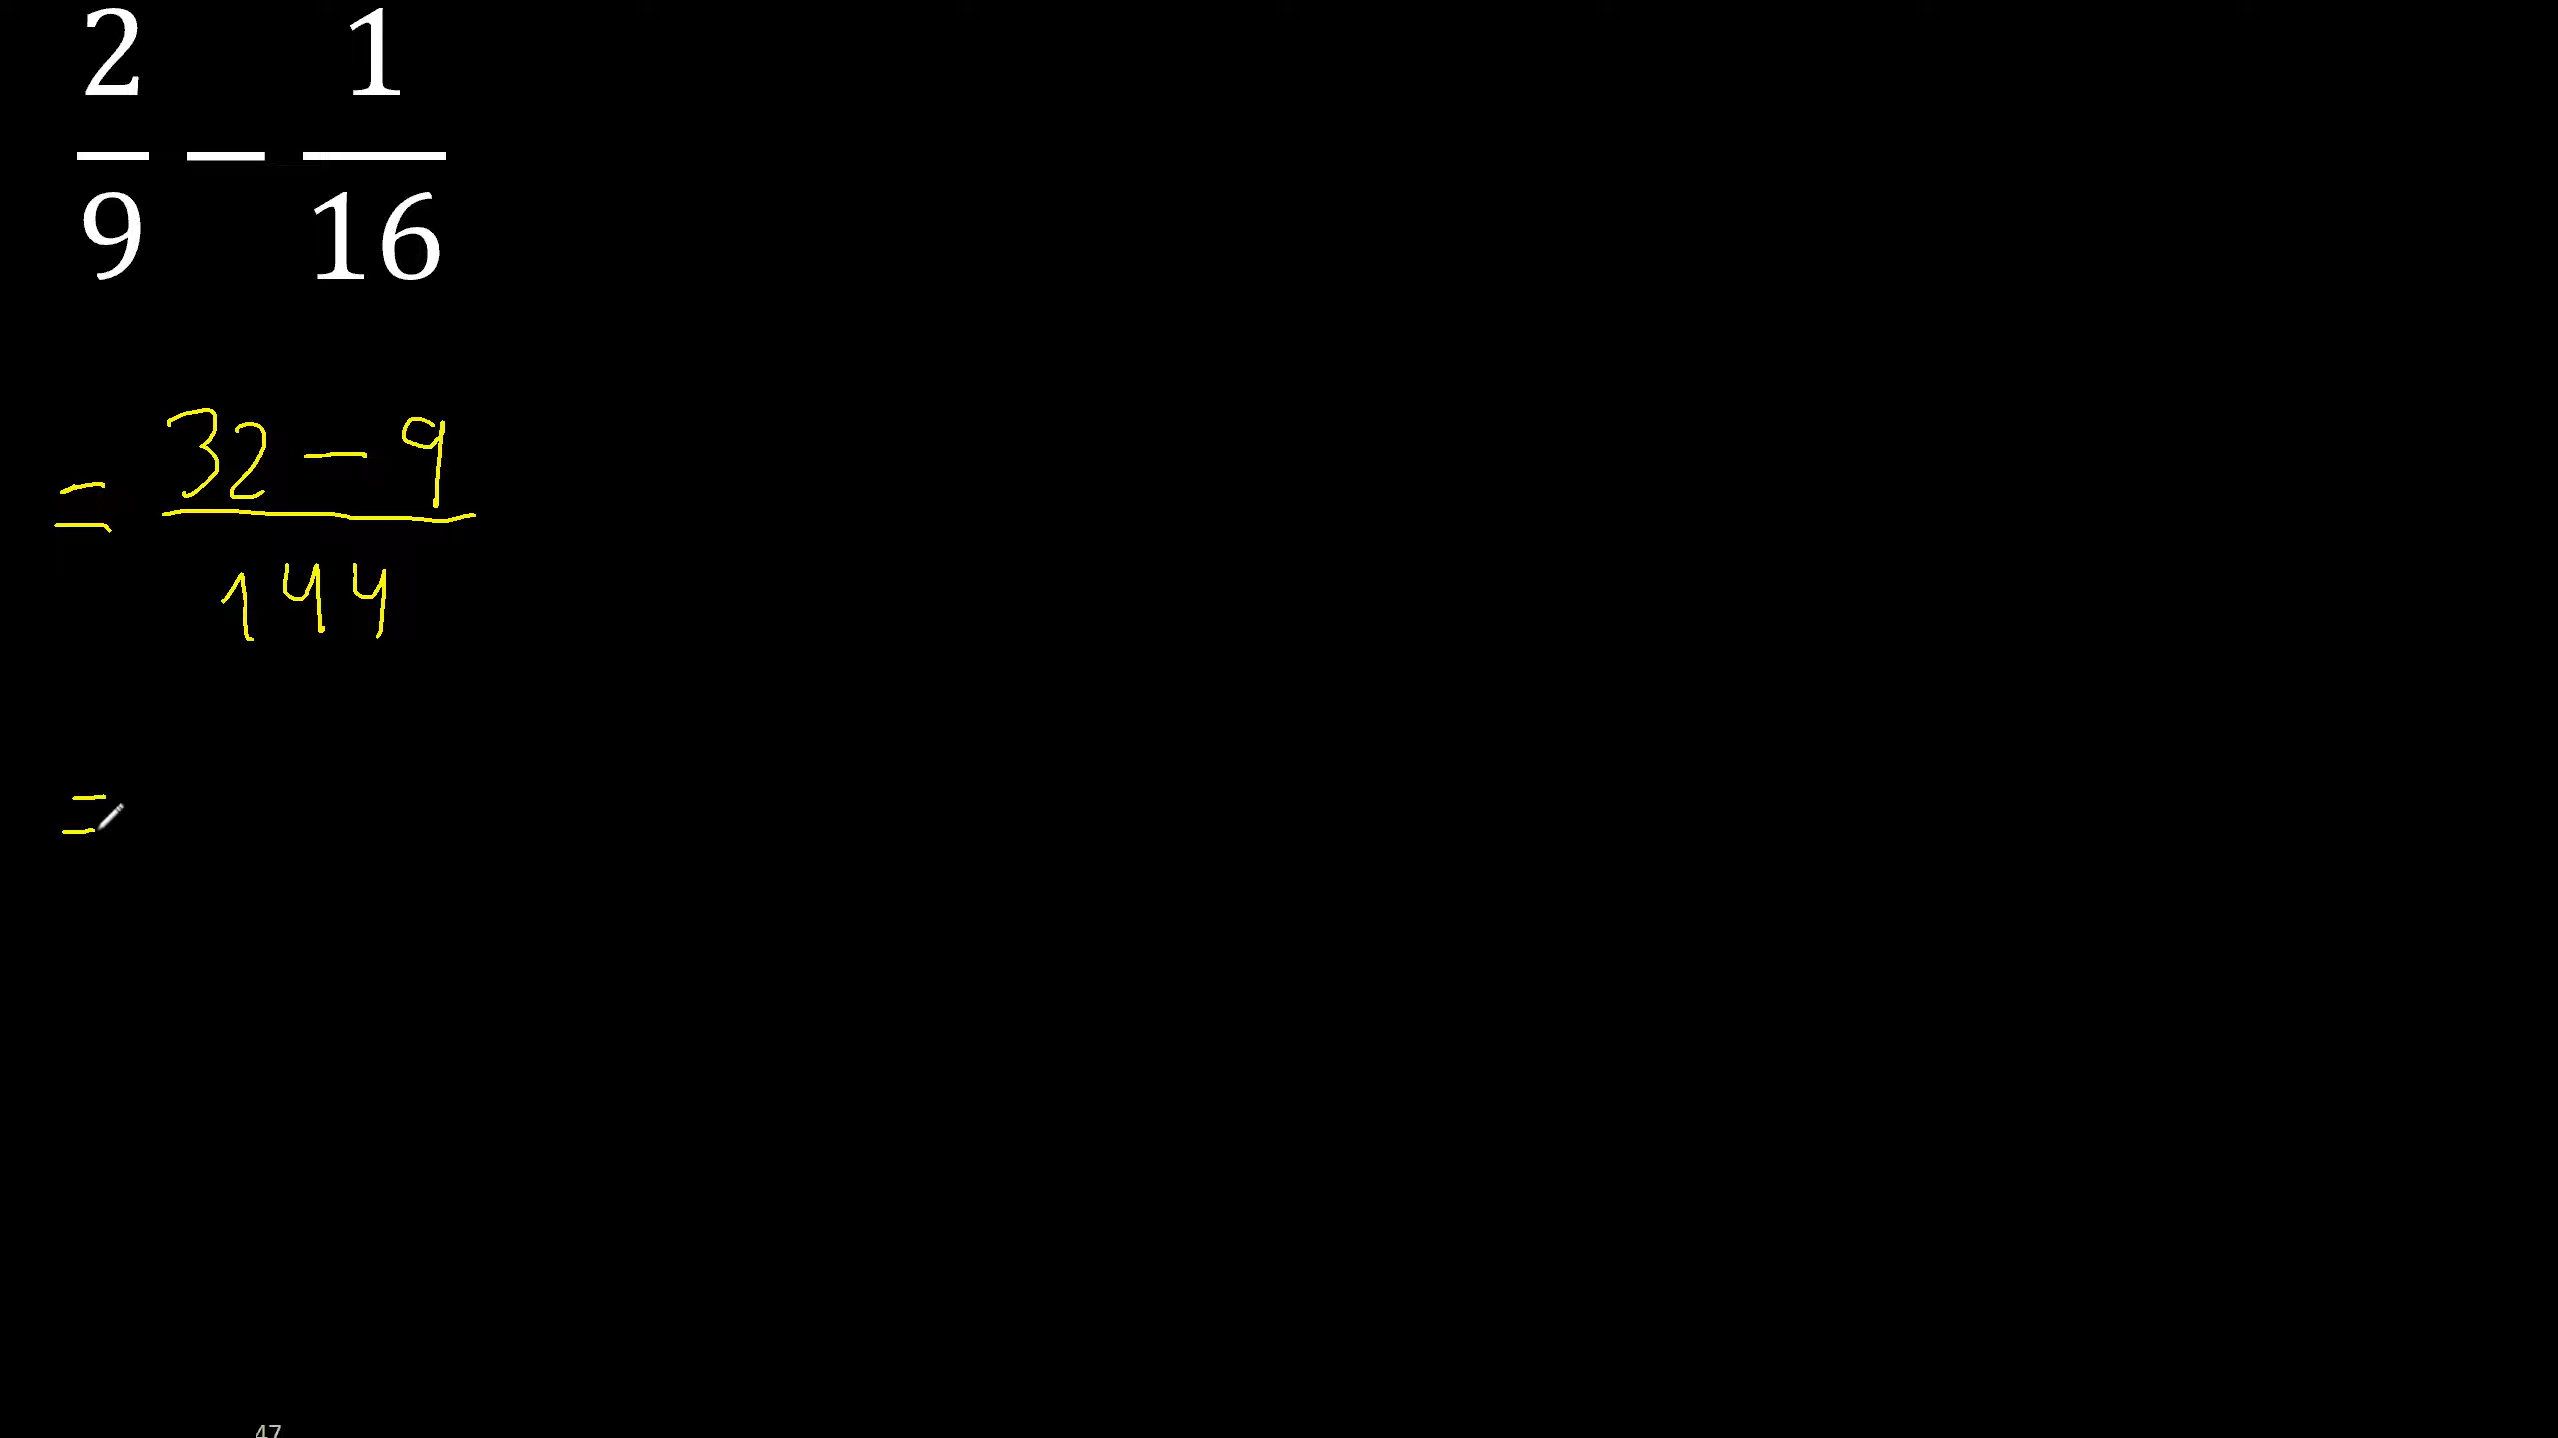 2/9 − 1/16
= 32 − 9 / 144
=
47